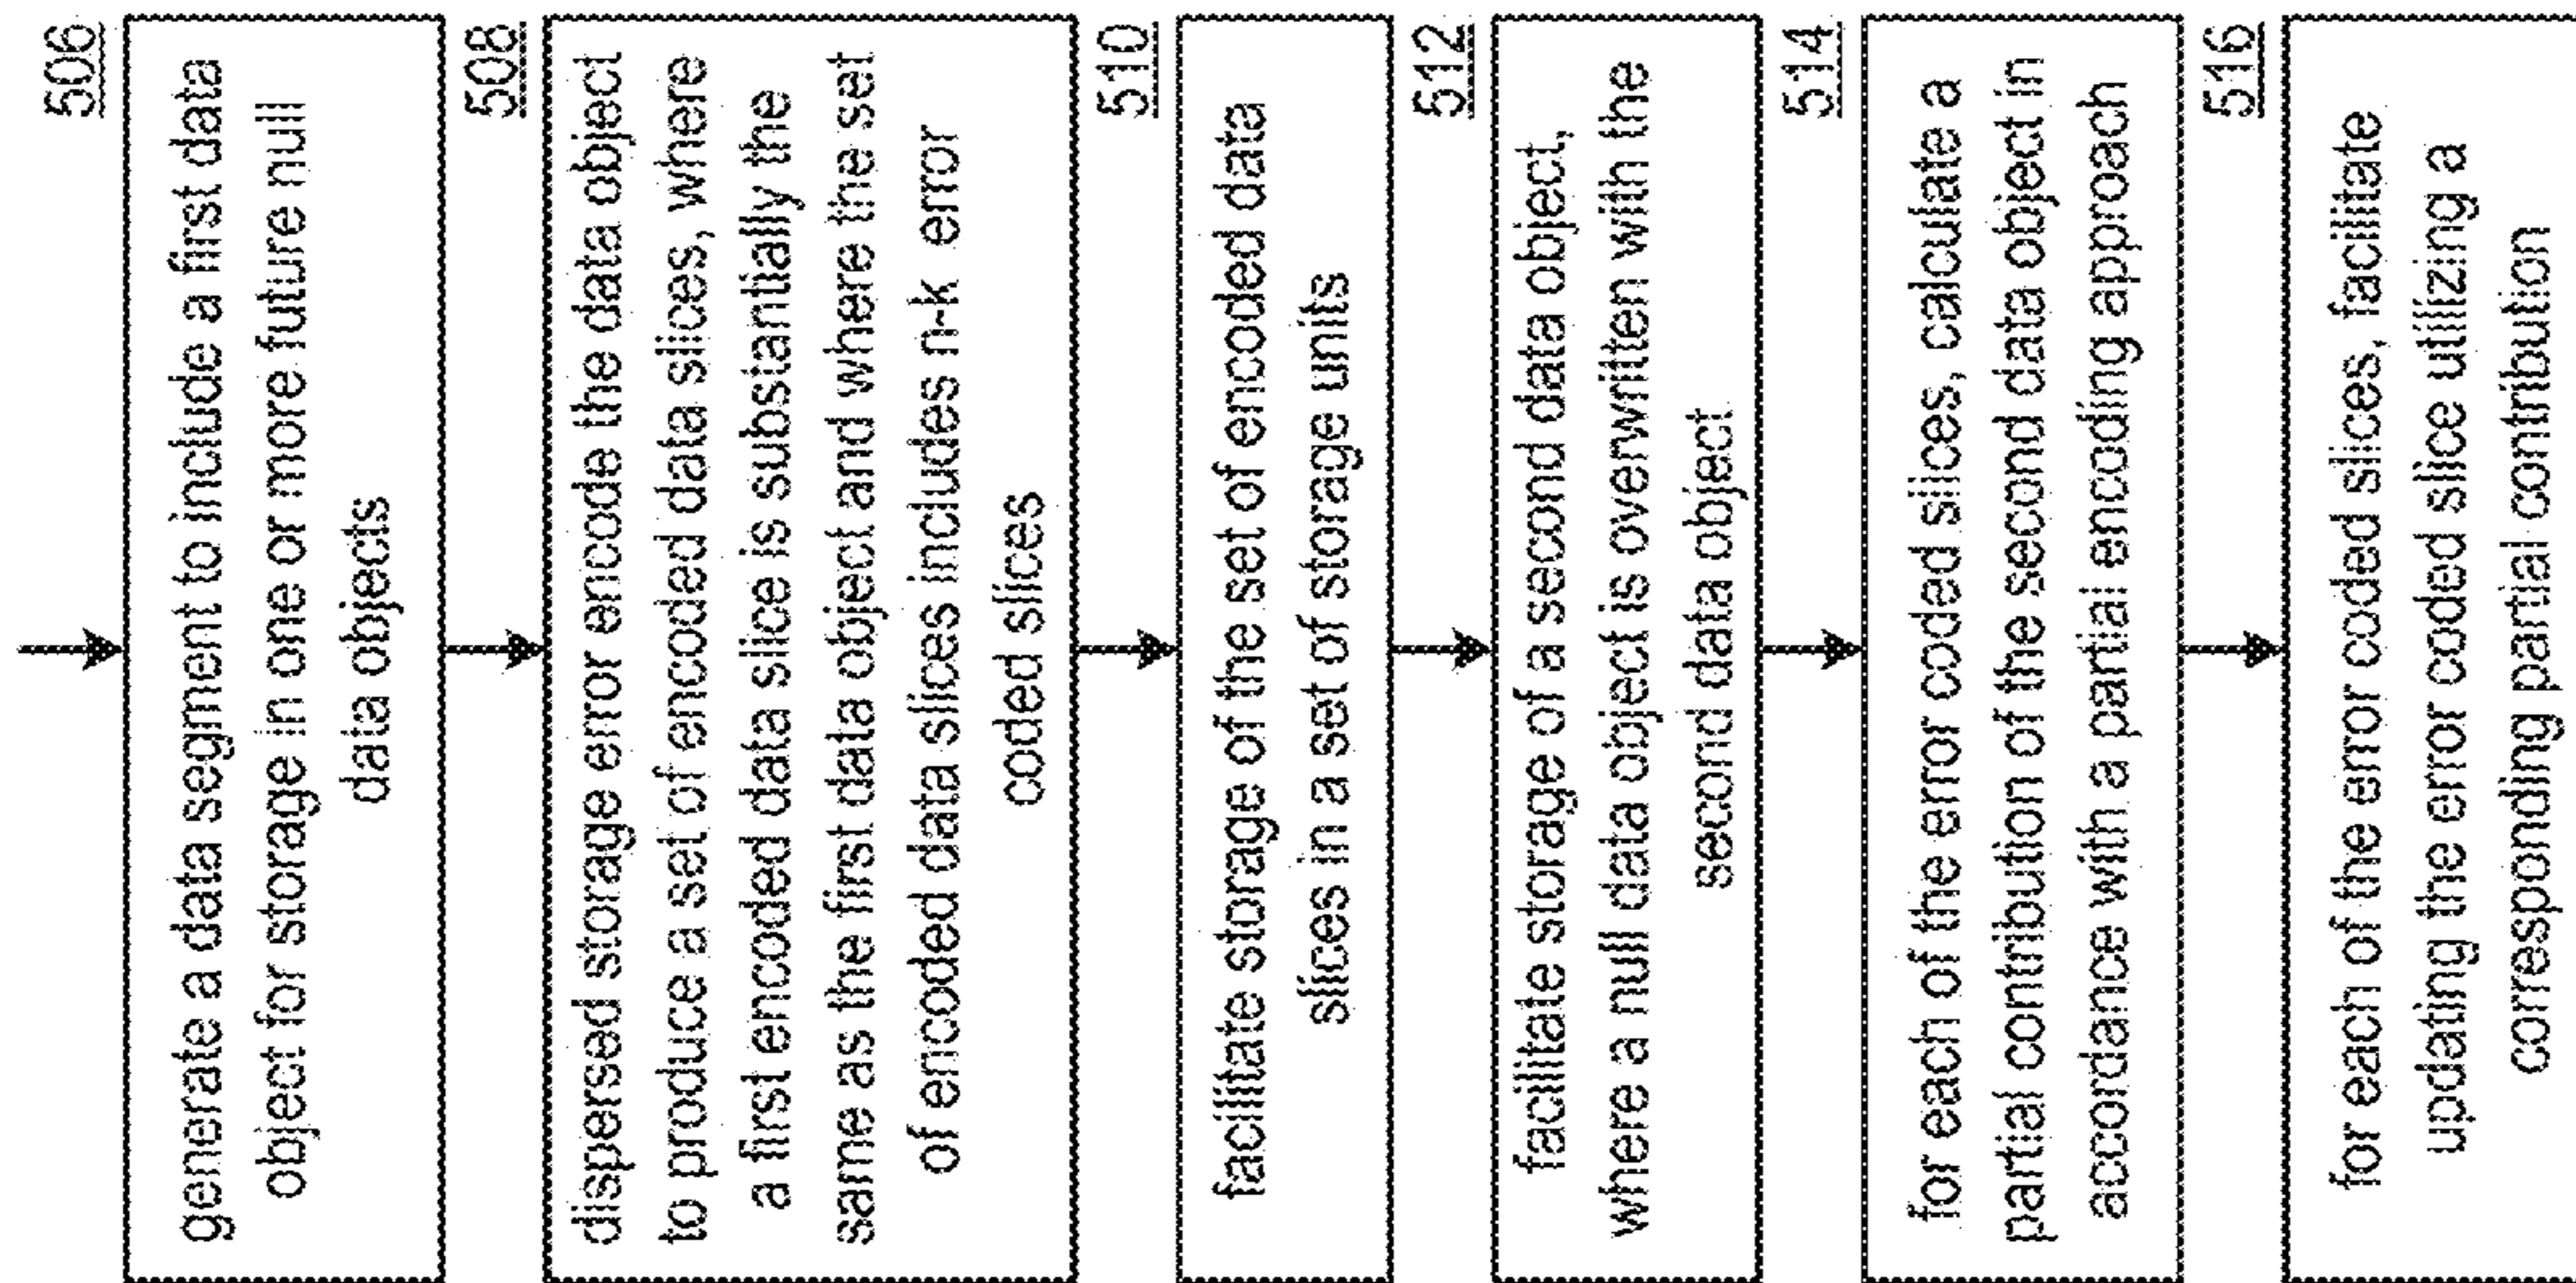 506
generate a data segment to include a first data
object for storage in one or more future null
data objects
508
dispersed storage error encode the data object
to produce a set of encoded data slices, where
a first encoded data slice is substantially the
same as the first data object and where the set
of encoded data slices includes n-k error
coded slices
510
facilitate storage of the set of encoded data
slices in a set of storage units
512
facilitate storage of a second data object,
where a null data object is overwritten with the
second data object
514
for each of the error coded slices, calculate a
partial contribution of the second data object in
accordance with a partial encoding approach
516
for each of the error coded slices, facilitate
updating the error coded slice utilizing a
corresponding partial contribution